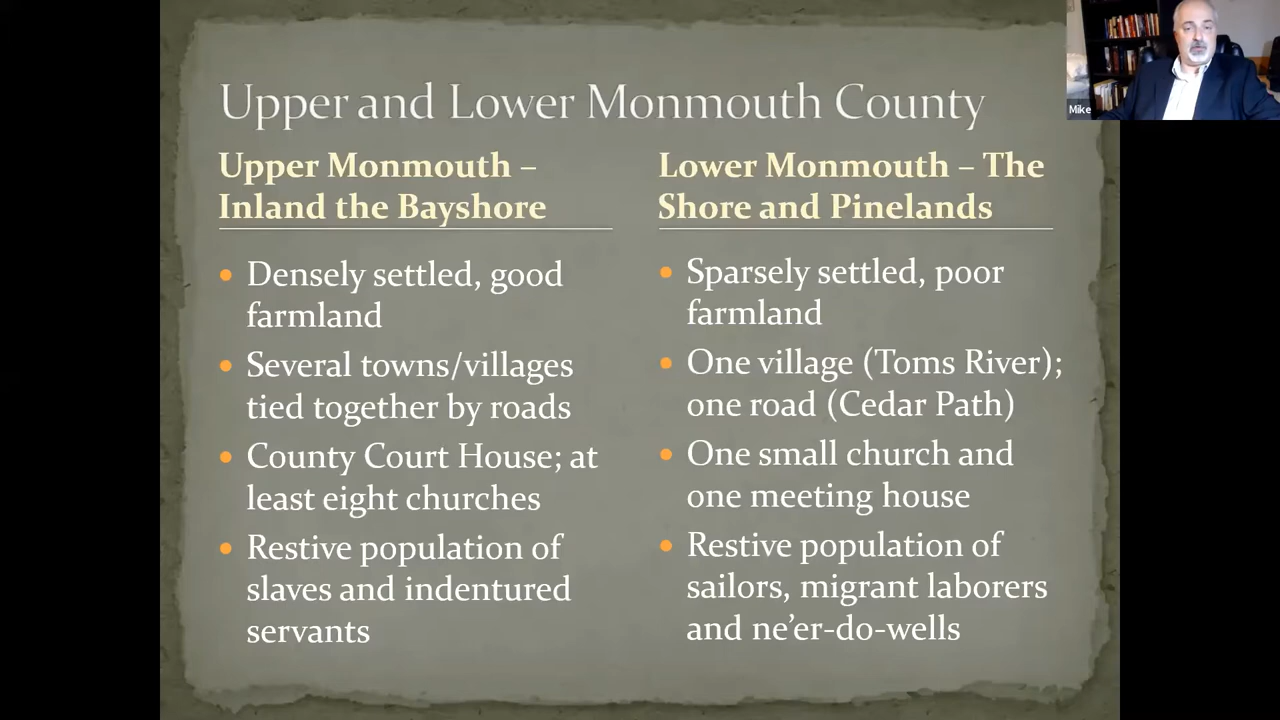 Upper and Lower Monmouth County
Upper Monmouth –
Inland the Bayshore
• Densely settled, good
farmland
• Several towns/villages
tied together by roads
• County Court House; at
least eight churches
• Restive population of
slaves and indentured
servants
Lower Monmouth – The
Shore and Pinelands
• Sparsely settled, poor
farmland
• One village (Toms River);
one road (Cedar Path)
• One small church and
one meeting house
• Restive population of
sailors, migrant laborers
and ne’er-do-wells
Mike